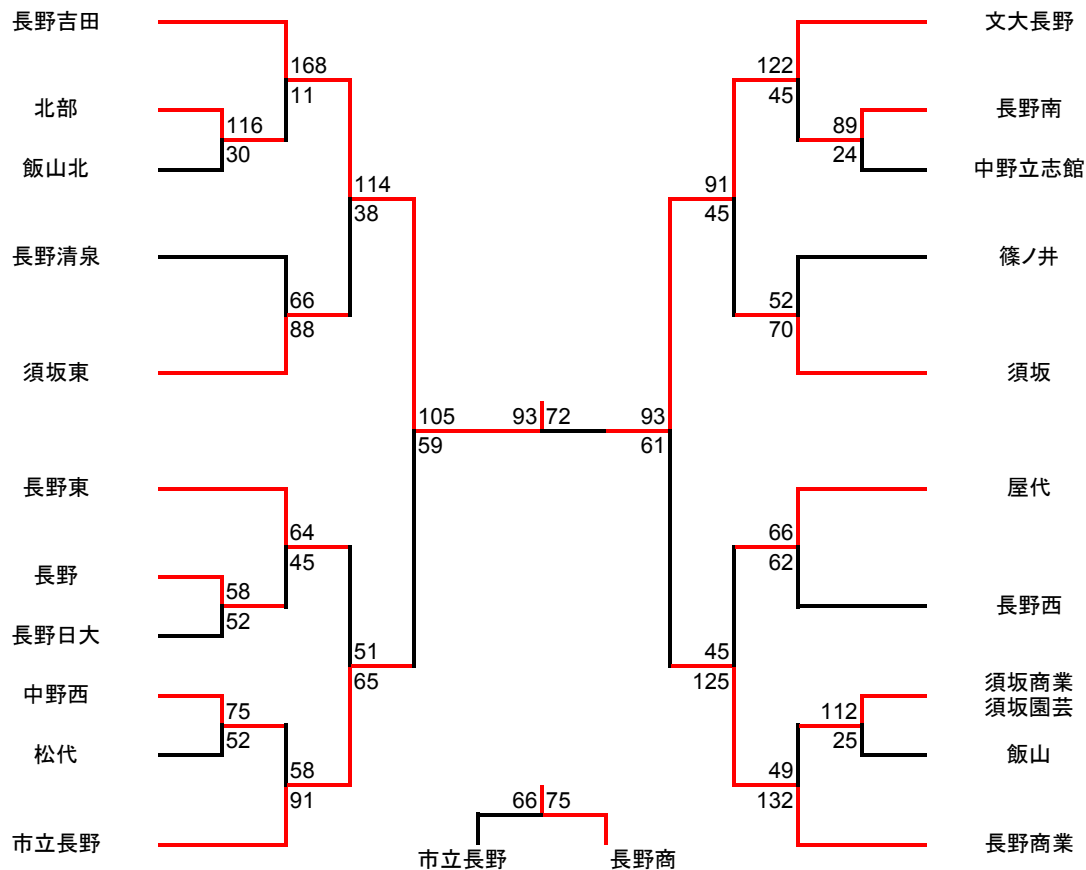 長野吉田
文大長野
168
122
11
45
北部
長野南
116
89
30
24
飯山北
中野立志館
114
91
38
45
長野清泉
篠ノ井
66
52
88
70
須坂東
須坂
105
93 72
93
59
61
長野東
屋代
64
66
45
62
長野
58
52
長野日大
長野西
51
45
65
125
中野西
須坂商業
須坂園芸
75
112
52
25
松代
飯山
58
49
91
132
66 75
市立長野
長野商業
市立長野
長野商